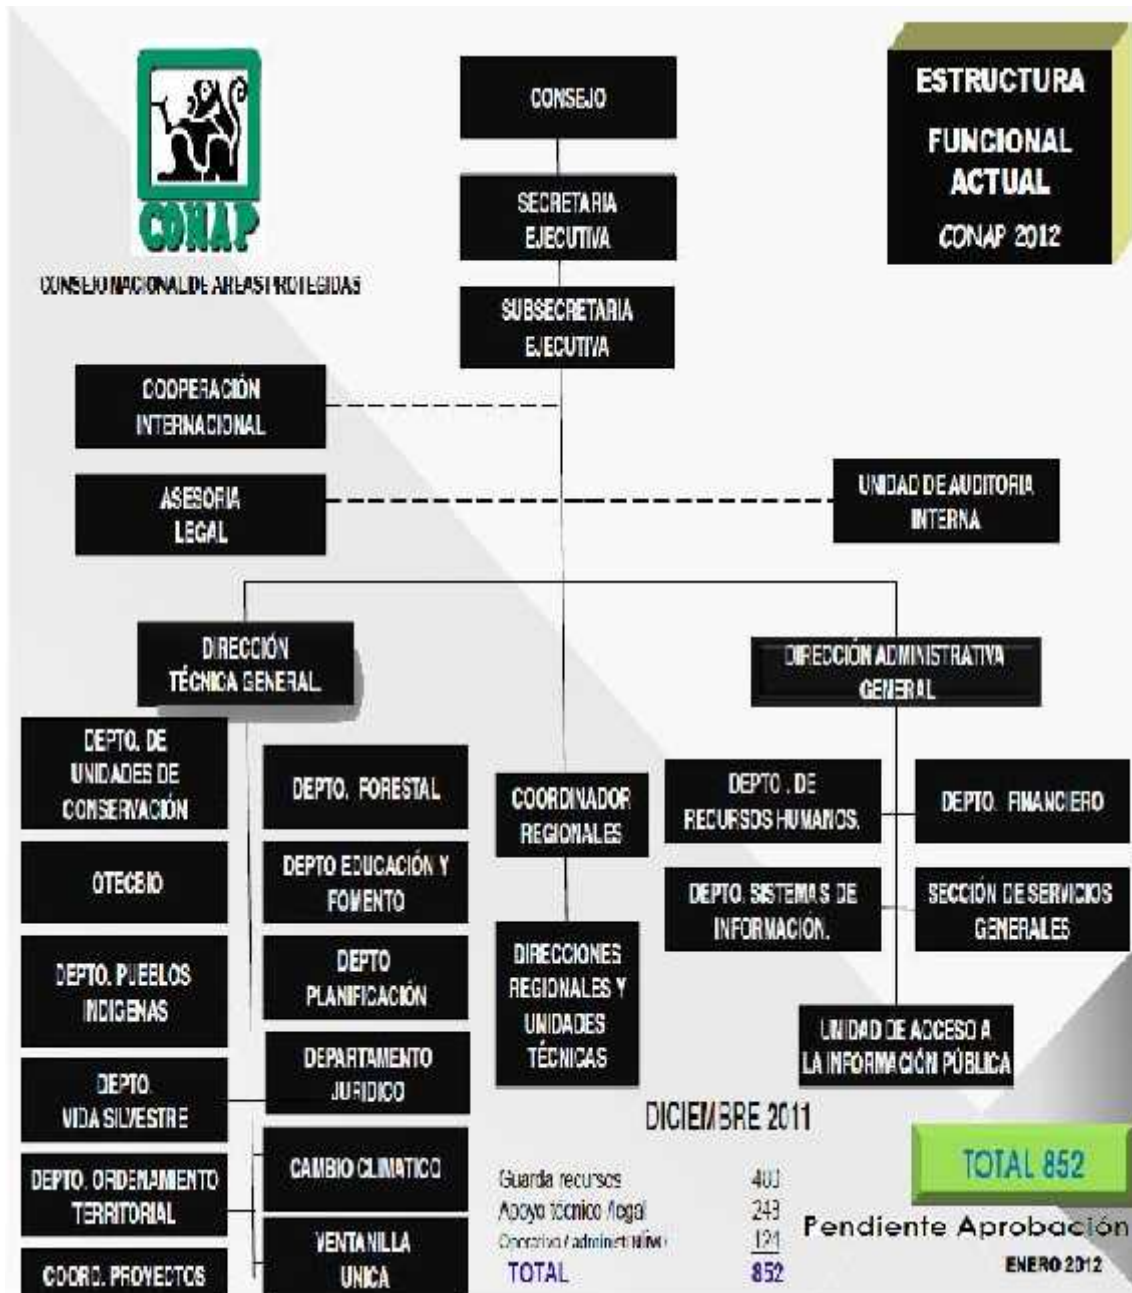 CONAP
CONSEJO NACIONAL DE AREAS PROTEGIDAS
ESTRUCTURA
FUNCIONAL
ACTUAL
CONAP 2012
CONSEJO
SECRETARIA
EJECUTIVA
SUBSECRETARIA
EJECUTIVA
COOPERACIÓN
INTERNACIONAL
ASESORIA
LEGAL
UNIDAD DE AUDITORIA
INTERNA
DIRECCIÓN
TÉCNICA GENERAL.
DIRECCIÓN ADMINISTRATIVA
GENERAL
DEPTO. DE
UNIDADES DE
CONSERVACIÓN
OTECBIO
DEPTO. PUEBLOS
INDIGENAS
DEPTO.
VIDA SILVESTRE
DEPTO. ORDENAMIENTO
TERRITORIAL
COORD. PROYECTOS
DEPTO. FORESTAL
DEPTO EDUCACIÓN Y
FOMENTO
DEPTO
PLANIFICACIÓN
DEPARTAMENTO
JURIDICO
CAMBIO CLIMATICO
VENTANILLA
UNICA
COORDINADOR
REGIONALES
DIRECCIONES
REGIONALES Y
UNIDADES
TÉCNICAS
DEPTO . DE
RECURSOS HUMANOS.
DEPTO. FINANCIERO
DEPTO. SISTEMAS DE
INFORMACIÓN.
SECCIÓN DE SERVICIOS
GENERALES
UNIDAD DE ACCESO A
LA INFORMACIÓN PÚBLICA
DICIEMBRE 2011
Guarda recursos
Apoyo técnico /legal
Operativo / administrativo
TOTAL 852
TOTAL 852
Pendiente Aprobación
ENERO 2012